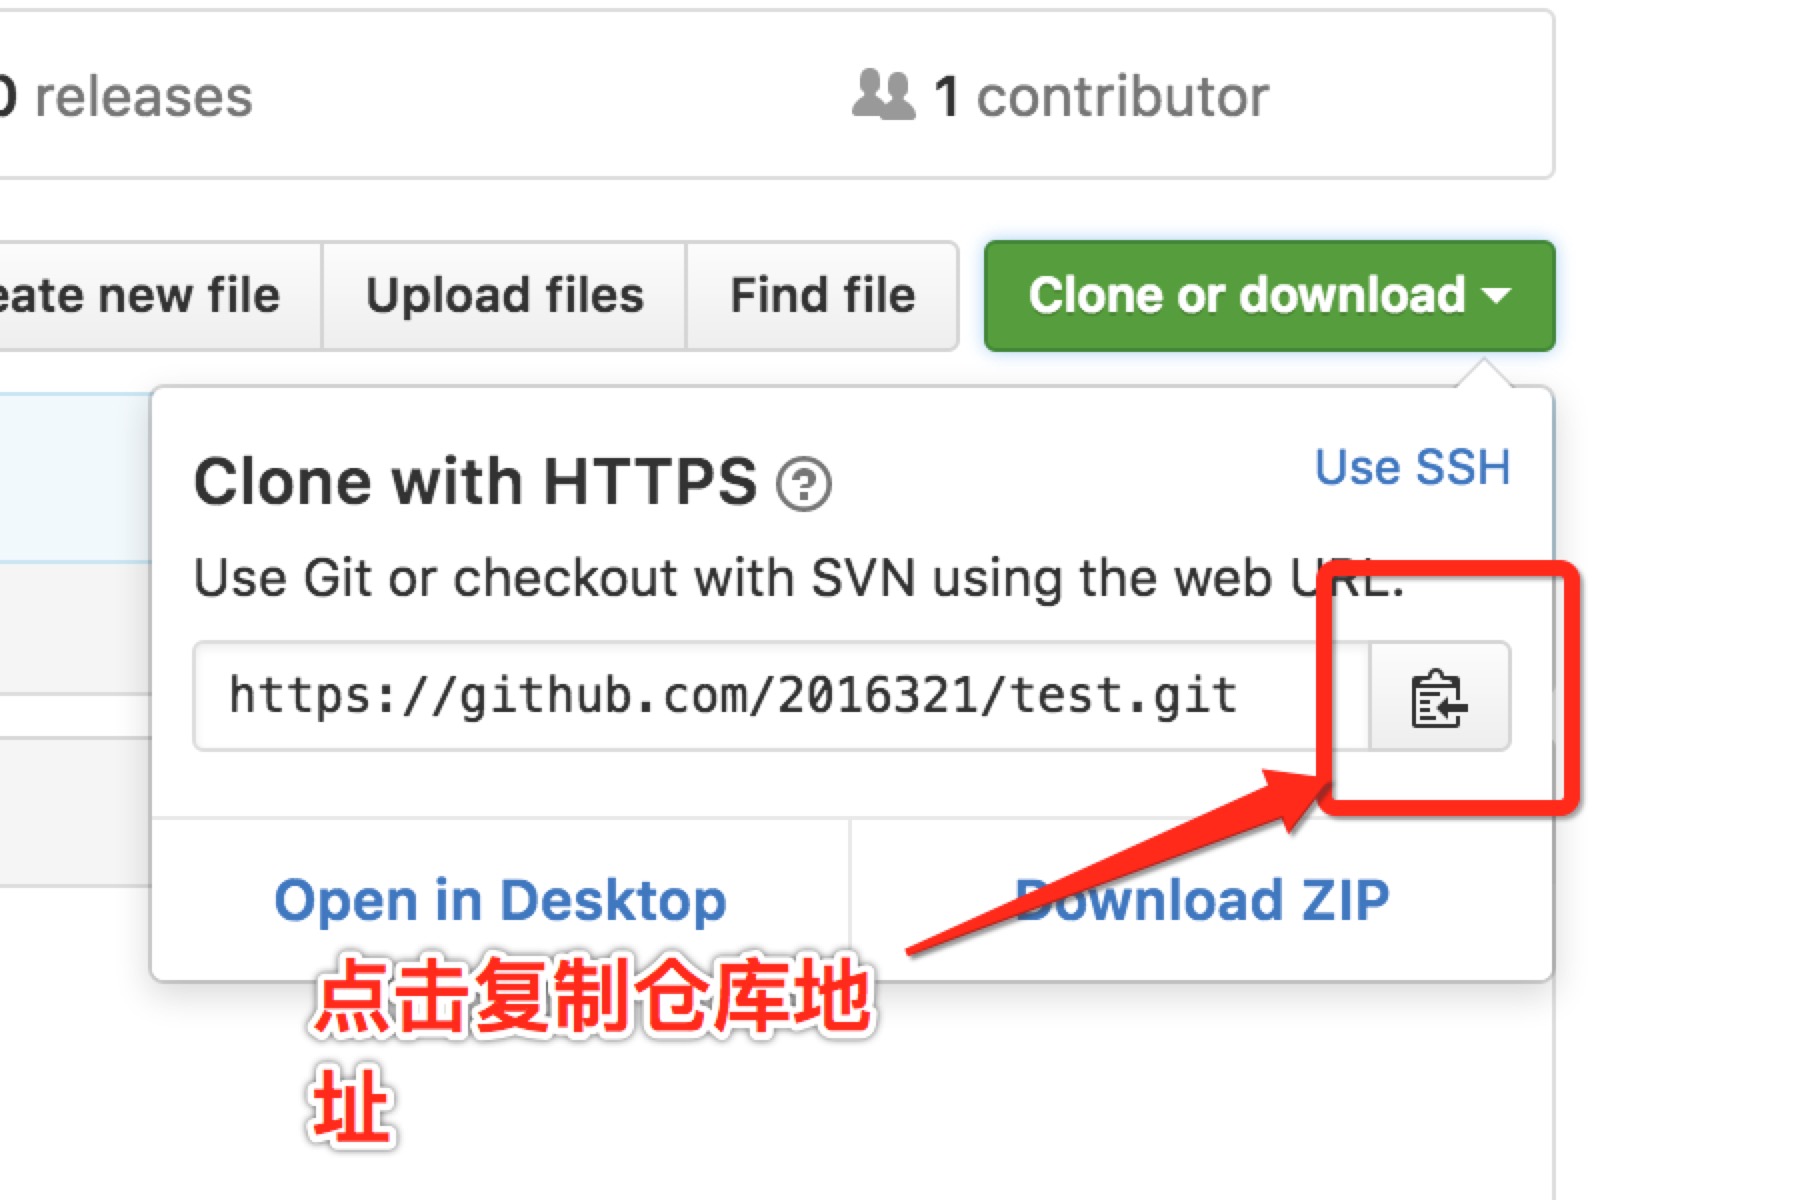 0 releases
1 contributor
eate new file
Upload files
Find file
Clone or download
Clone with HTTPS
Use SSH
Use Git or checkout with SVN using the web URL.
https://github.com/2016321/test.git
Open in Desktop
Download ZIP
点击复制仓库地
址